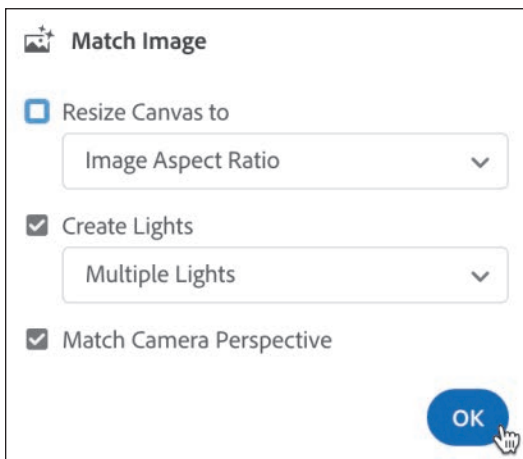 Match Image
Resize Canvas to
Image Aspect Ratio
Create Lights
Multiple Lights
Match Camera Perspective
OK